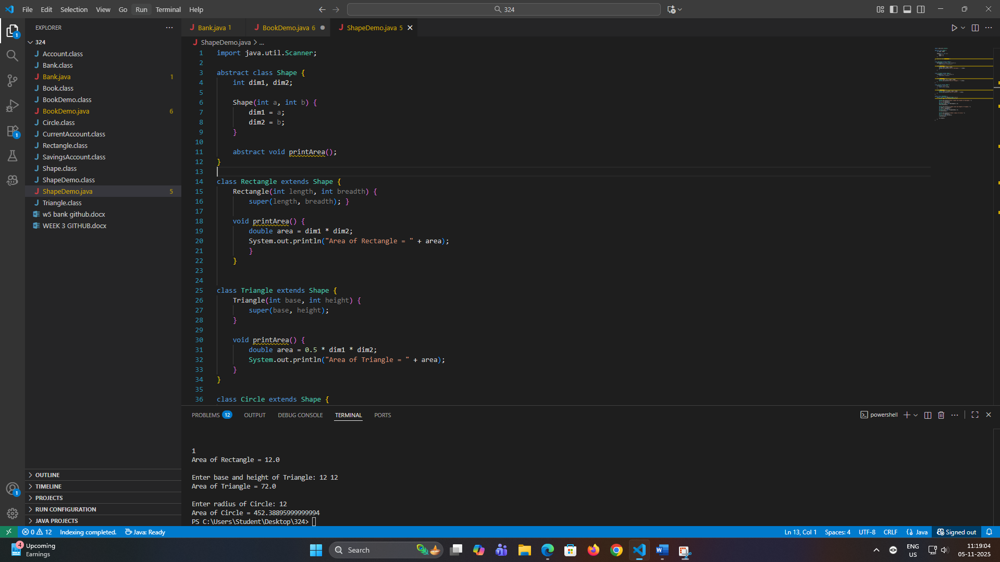 File Edit Selection View Go Run Terminal Help
324
EXPLORER
Bank.java 1
BookDemo.java 6
ShapeDemo.java 5
324
ShapeDemo.java > ...
Account.class
Bank.class
Bank.java 1
Book.class
BookDemo.class
BookDemo.java 6
Circle.class
CurrentAccount.class
Rectangle.class
SavingsAccount.class
Shape.class
ShapeDemo.class
ShapeDemo.java 5
Triangle.class
w5 bank github.docx
WEEK 3 GITHUB.docx
OUTLINE
TIMELINE
PROJECTS
RUN CONFIGURATION
JAVA PROJECTS
1 import java.util.Scanner;
2
3 abstract class Shape {
4 int dim1, dim2;
5
6 Shape(int a, int b) {
7 dim1 = a;
8 dim2 = b;
9 }
10
11 abstract void printArea();
12 }
13
14 class Rectangle extends Shape {
15 Rectangle(int length, int breadth) {
16 super(length, breadth); }
17
18 void printArea() {
19 double area = dim1 * dim2;
20 System.out.println("Area of Rectangle = " + area);
21 }
22 }
23
24
25 class Triangle extends Shape {
26 Triangle(int base, int height) {
27 super(base, height);
28 }
29
30 void printArea() {
31 double area = 0.5 * dim1 * dim2;
32 System.out.println("Area of Triangle = " + area);
33 }
34 }
35
36 class Circle extends Shape {
PROBLEMS 12 OUTPUT DEBUG CONSOLE TERMINAL PORTS
powershell
1
Area of Rectangle = 12.0
Enter base and height of Triangle: 12 12
Area of Triangle = 72.0
Enter radius of Circle: 12
Area of Circle = 452.38895999999994
PS C:\Users\Student\Desktop\324>
0 12 Indexing completed. Java: Ready
Ln 13, Col 1 Spaces: 4 UTF-8 CRLF {} Java Signed out
4
Upcoming
Earnings
Search
ENG
US
11:19:04
05-11-2025